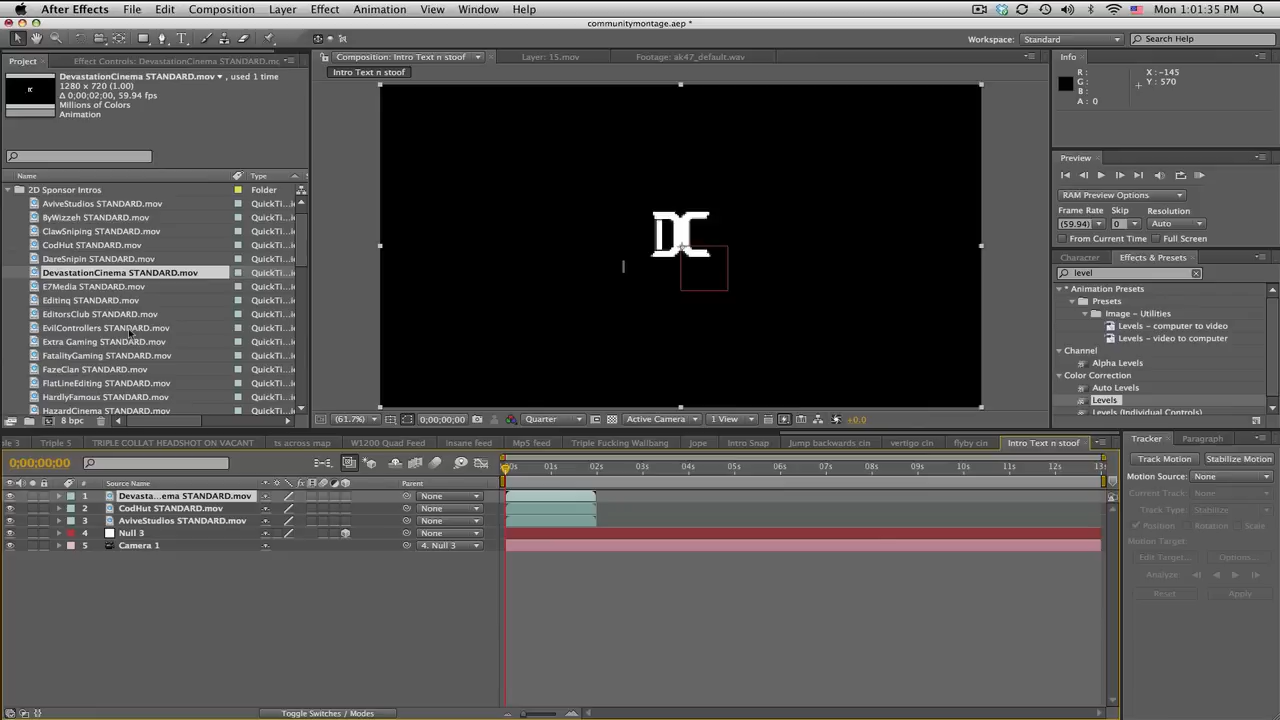 After Effects File Edit Composition Layer Effect Animation View Window Help Mon 1:01:35 PM
communitymontage.aep *
Workspace: Standard Search Help
Project Effect Controls: DevastationCinema STANDARD.mov
Composition: Intro Text n stoof Layer: 15.mov Footage: ak47_default.wav
Info
Intro Text n stoof
DevastationCinema STANDARD.mov ▼ , used 1 time
1280 x 720 (1.00)
Δ 0;00;02;00, 59.94 fps
Millions of Colors
Animation
R :
G :
B :
A : 0
X : -145
Y : 570
Preview
RAM Preview Options
Frame Rate Skip Resolution
(59.94) 0 Auto
From Current Time Full Screen
Character Effects & Presets
level
Name Type
2D Sponsor Intros Folder
AviveStudios STANDARD.mov QuickTi...
ByWizzeh STANDARD.mov QuickTi...
ClawSniping STANDARD.mov QuickTi...
CodHut STANDARD.mov QuickTi...
DareSnipin STANDARD.mov QuickTi...
DevastationCinema STANDARD.mov QuickTi...
E7Media STANDARD.mov QuickTi...
Editinq STANDARD.mov QuickTi...
EditorsClub STANDARD.mov QuickTi...
EvilControllers STANDARD.mov QuickTi...
Extra Gaming STANDARD.mov QuickTi...
FatalityGaming STANDARD.mov QuickTi...
FazeClan STANDARD.mov QuickTi...
FlatLineEditing STANDARD.mov QuickTi...
HardlyFamous STANDARD.mov QuickTi...
HazardCinema STANDARD.mov QuickTi...
8 bpc
DC
(61.7%) 0;00;00;00 Quarter Active Camera 1 View +0.0
* Animation Presets
Presets
Image – Utilities
Levels – computer to video
Levels – video to computer
Channel
Alpha Levels
Color Correction
Auto Levels
Levels
Levels (Individual Controls)
ple 3 Triple 5 TRIPLE COLLAT HEADSHOT ON VACANT ts across map W1200 Quad Feed Insane feed Mp5 feed Triple Fucking Wallbang Jope Intro Snap Jump backwards cin vertigo cin flyby cin Intro Text n stoof
Tracker Paragraph
0;00;00;00
00s 01s 02s 03s 04s 05s 06s 07s 08s 09s 10s 11s 12s 13s
Track Motion Stabilize Motion
Motion Source: None
Current Track:
Track Type: Stabilize
Position Rotation Scale
Motion Target:
Edit Target... Options...
Analyze:
Reset Apply
# Source Name Parent
1 Devasta...ema STANDARD.mov None
2 CodHut STANDARD.mov None
3 AviveStudios STANDARD.mov None
4 Null 3 None
5 Camera 1 4. Null 3
Toggle Switches / Modes